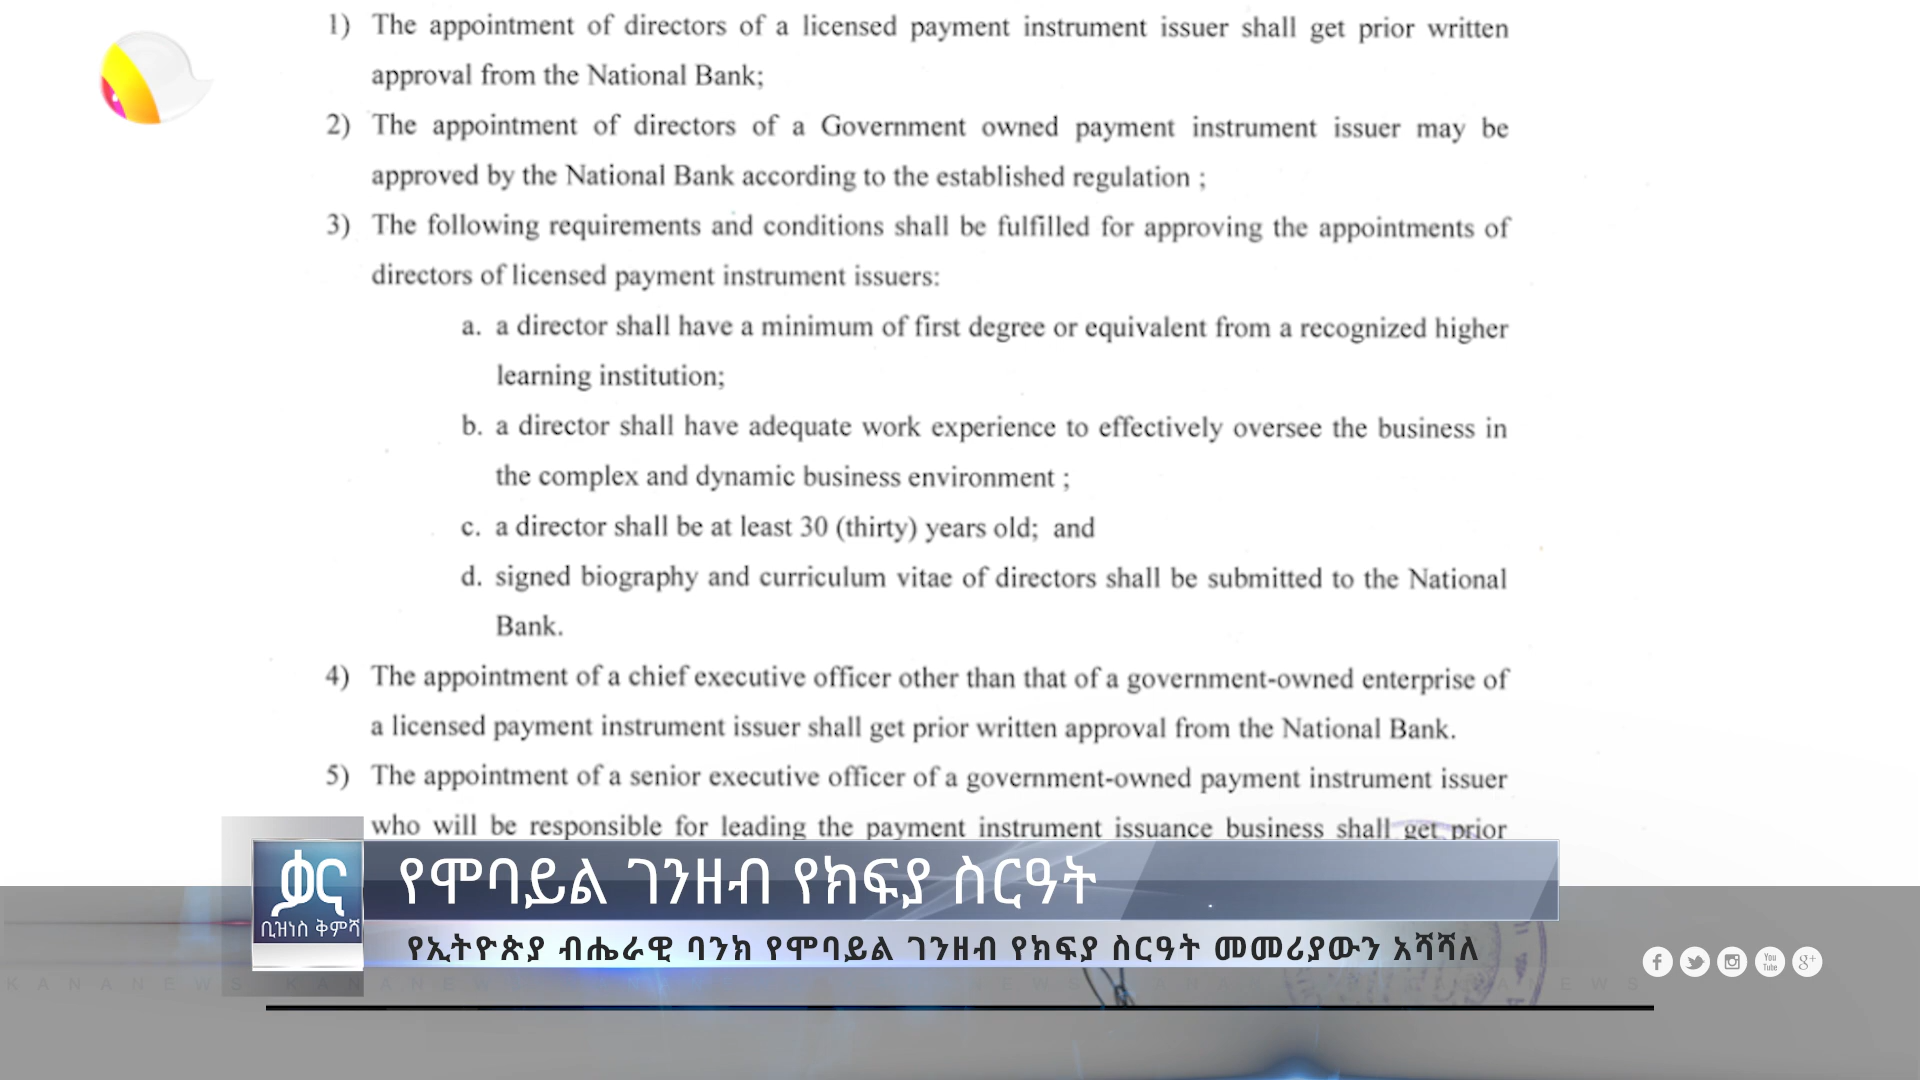 1) The appointment of directors of a licensed payment instrument issuer shall get prior written
approval from the National Bank;
2) The appointment of directors of a Government owned payment instrument issuer may be
approved by the National Bank according to the established regulation ;
3) The following requirements and conditions shall be fulfilled for approving the appointments of
directors of licensed payment instrument issuers:
a. a director shall have a minimum of first degree or equivalent from a recognized higher
learning institution;
b. a director shall have adequate work experience to effectively oversee the business in
the complex and dynamic business environment ;
c. a director shall be at least 30 (thirty) years old; and
d. signed biography and curriculum vitae of directors shall be submitted to the National
Bank.
4) The appointment of a chief executive officer other than that of a government-owned enterprise of
a licensed payment instrument issuer shall get prior written approval from the National Bank.
5) The appointment of a senior executive officer of a government-owned payment instrument issuer
who will be responsible for leading the payment instrument issuance business shall get prior
ቃና
ቢዝነስ ቅምሻ
የሞባይል ገንዘብ የክፍያ ስርዓት
የኢትዮጵያ ብሔራዊ ባንክ የሞባይል ገንዘብ የክፍያ ስርዓት መመሪያውን አሻሻለ
You
Tube
g+
KANANEWS KANANEWS